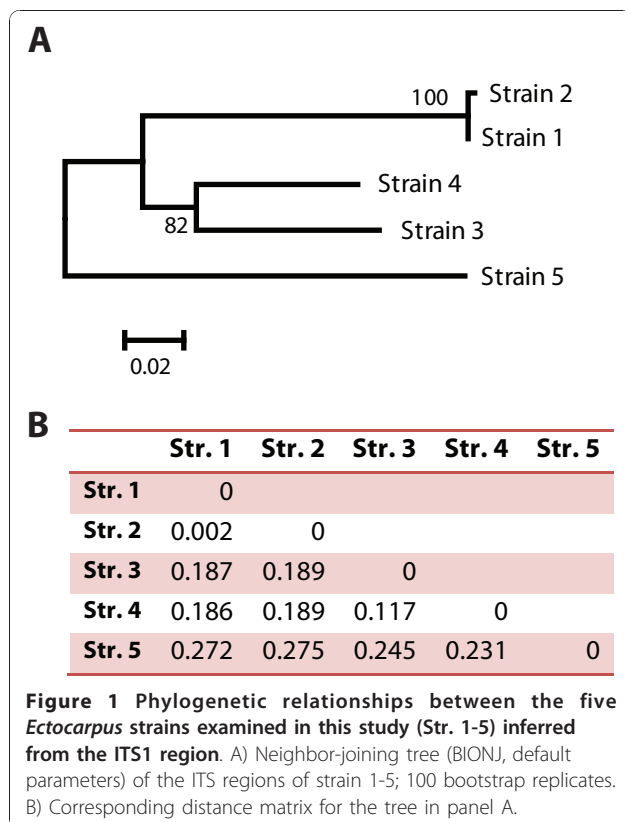 A
100
Strain 2
Strain 1
Strain 4
82
Strain 3
Strain 5
0.02
B
Str. 1 Str. 2 Str. 3 Str. 4 Str. 5
Str. 1 0
Str. 2 0.002 0
Str. 3 0.187 0.189 0
Str. 4 0.186 0.189 0.117 0
Str. 5 0.272 0.275 0.245 0.231 0
Figure 1 Phylogenetic relationships between the five
Ectocarpus strains examined in this study (Str. 1-5) inferred
from the ITS1 region. A) Neighbor-joining tree (BIONJ, default
parameters) of the ITS regions of strain 1-5; 100 bootstrap replicates.
B) Corresponding distance matrix for the tree in panel A.